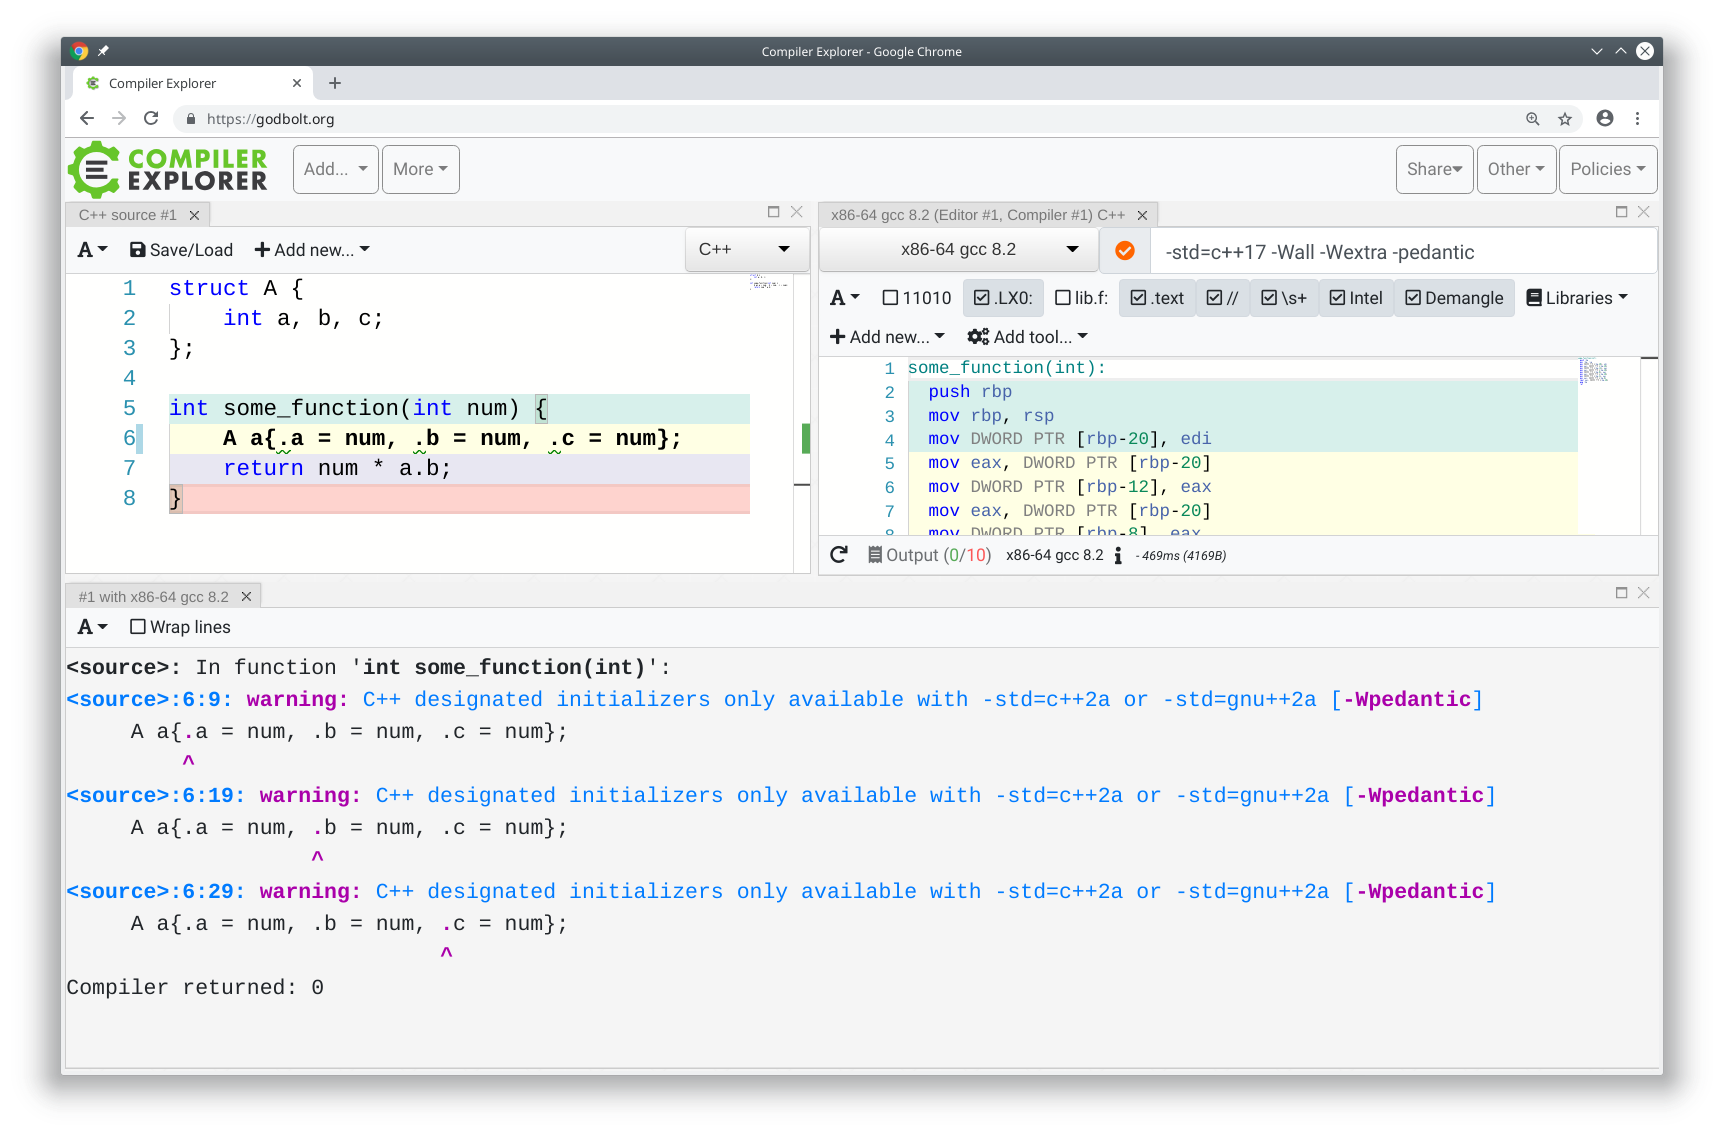 Compiler Explorer - Google Chrome
Compiler Explorer
https://godbolt.org
COMPILER
EXPLORER
Add...
More
Share
Other
Policies
C++ source #1
A
Save/Load
Add new...
C++
1 struct A {
2     int a, b, c;
3 };
4
5 int some_function(int num) {
6     A a{.a = num, .b = num, .c = num};
7     return num * a.b;
8 }
x86-64 gcc 8.2 (Editor #1, Compiler #1) C++
x86-64 gcc 8.2
-std=c++17 -Wall -Wextra -pedantic
A
11010
.LX0:
lib.f:
.text
//
\s+
Intel
Demangle
Libraries
Add new...
Add tool...
1 some_function(int):
2   push rbp
3   mov rbp, rsp
4   mov DWORD PTR [rbp-20], edi
5   mov eax, DWORD PTR [rbp-20]
6   mov DWORD PTR [rbp-12], eax
7   mov eax, DWORD PTR [rbp-20]
8   mov DWORD PTR [rbp-8], eax
Output (0/10) x86-64 gcc 8.2 i - 469ms (4169B)
#1 with x86-64 gcc 8.2
A
Wrap lines
<source>: In function 'int some_function(int)':
<source>:6:9: warning: C++ designated initializers only available with -std=c++2a or -std=gnu++2a [-Wpedantic]
     A a{.a = num, .b = num, .c = num};
         ^
<source>:6:19: warning: C++ designated initializers only available with -std=c++2a or -std=gnu++2a [-Wpedantic]
     A a{.a = num, .b = num, .c = num};
                   ^
<source>:6:29: warning: C++ designated initializers only available with -std=c++2a or -std=gnu++2a [-Wpedantic]
     A a{.a = num, .b = num, .c = num};
                             ^
Compiler returned: 0